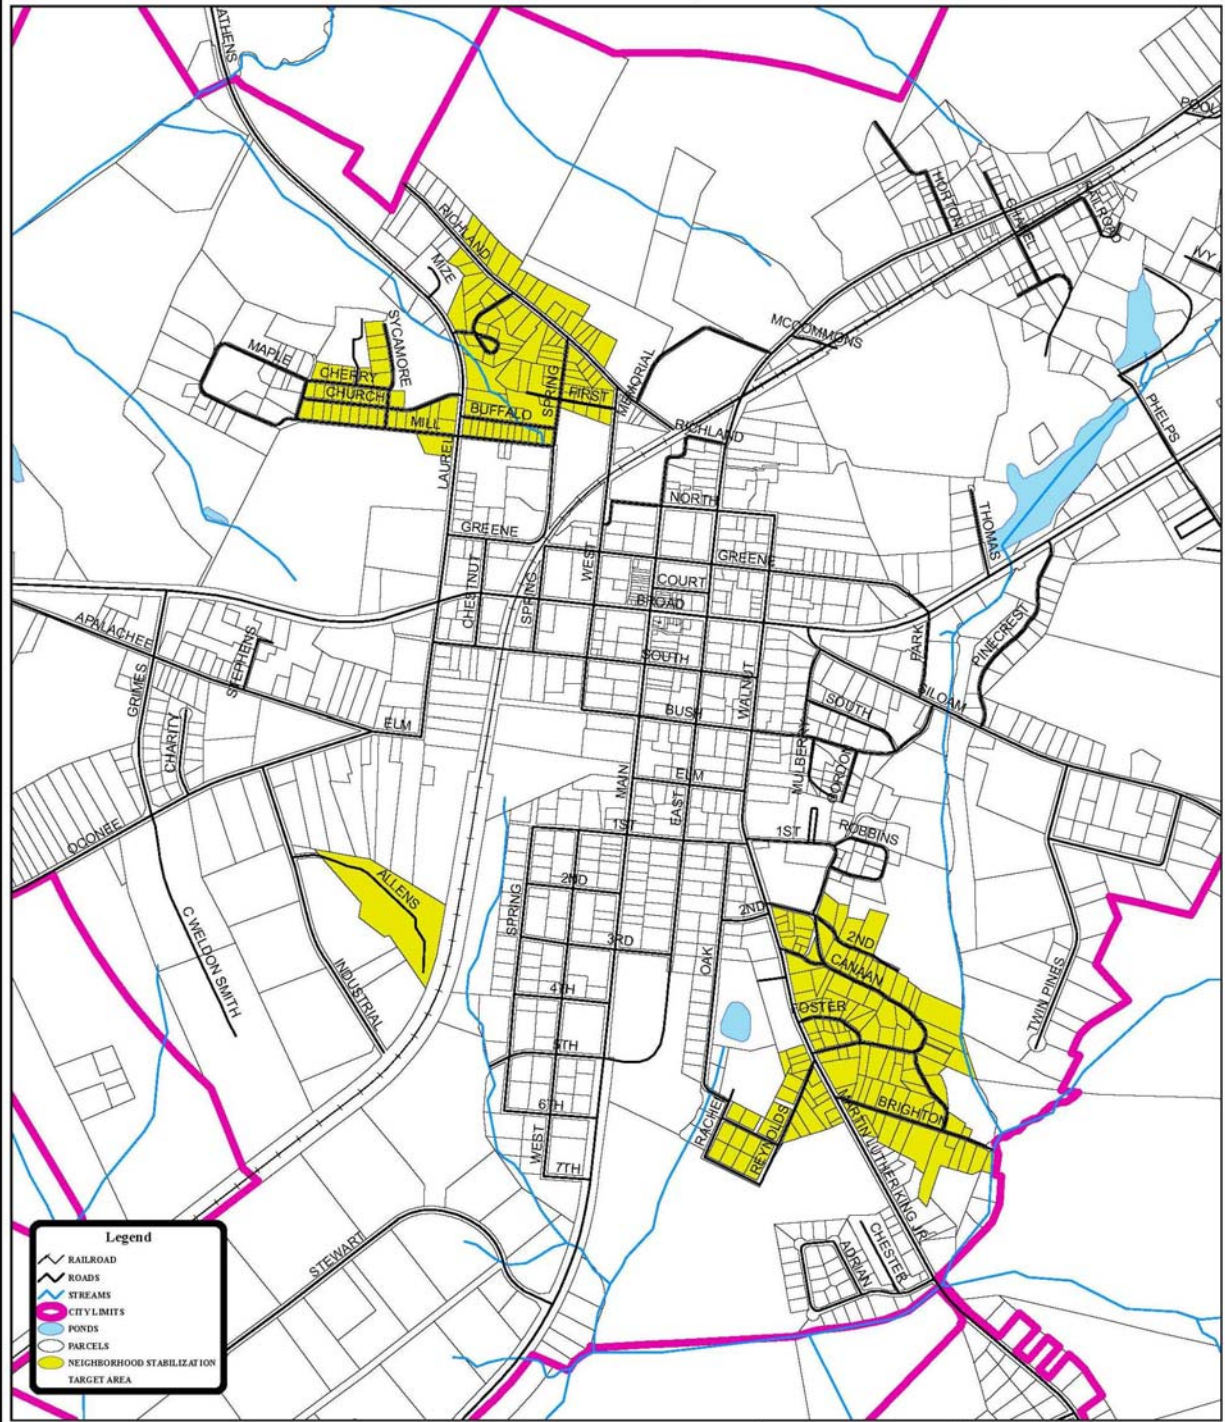 ATHENS
POOL
HORTON
CHAPEL
RAILROAD
IVY
RICHLAND
MIZE
SYCAMORE
MAPLE
CHERRY
CHURCH
MILL
BUFFALO
SPRING
FIRST
MEMORIAL
MCCOMMONS
RICHLAND
PHELPS
LAUREL
NORTH
THOMAS
GREENE
WEST
GREENE
CHESTNUT
SPRING
COURT
BROAD
APALACHEE
STEPHENS
GRIMES
SOUTH
PARK
PINECREST
SILOAM
WALNUT
CHARITY
ELM
BUSH
SOUTH
MULBERRY
GORDON
MAIN
ELM
EAST
OCONEE
1ST
1ST
ROBBINS
ALLENS
2ND
SPRING
2ND
C WELDON SMITH
INDUSTRIAL
3RD
OAK
2ND
CANAAN
4TH
FOSTER
TWIN PINES
5TH
6TH
RACHEL
REYNOLDS
BRIGHTON
MARTIN LUTHER KING JR
WEST
7TH
STEWART
ADRIAN
CHESTER
Legend
RAILROAD
ROADS
STREAMS
CITY LIMITS
PONDS
PARCELS
NEIGHBORHOOD STABILIZATION
TARGET AREA